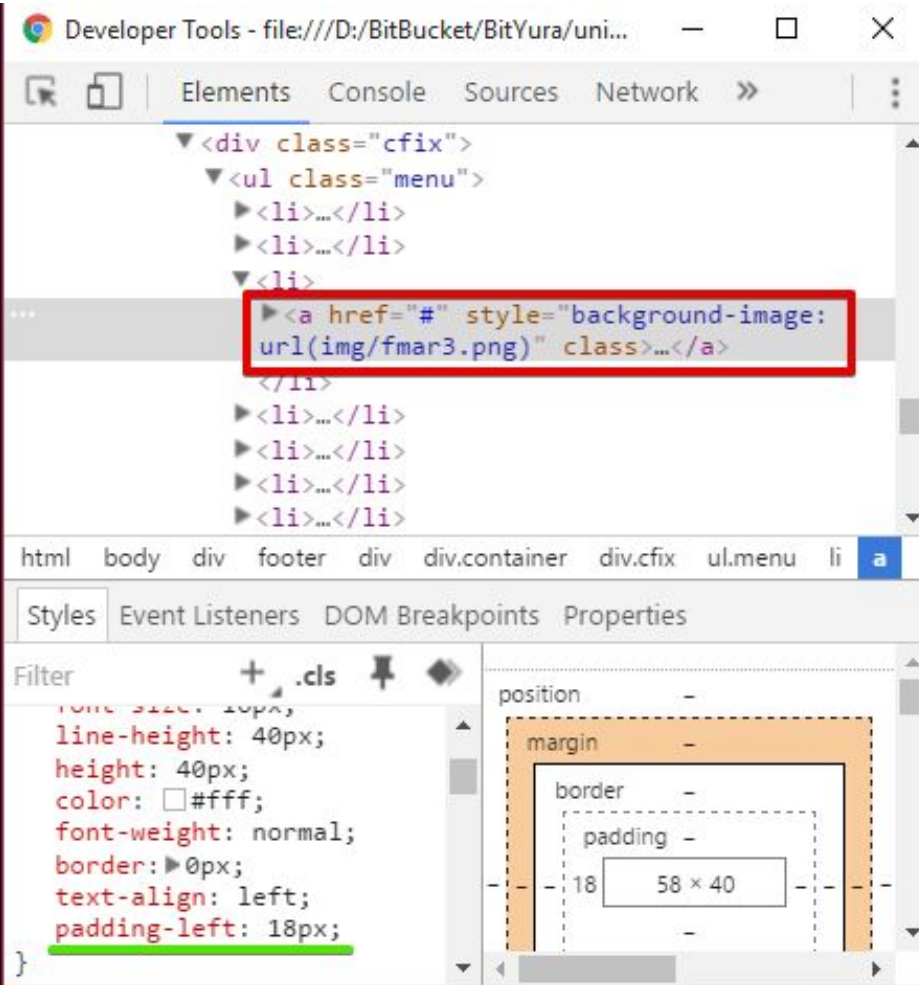 Developer Tools - file:///D:/BitBucket/BitYura/uni...
Elements Console Sources Network »
▼<div class="cfix">
▼<ul class="menu">
▶<li>…</li>
▶<li>…</li>
▼<li>
▶<a href="#" style="background-image:
url(img/fmar3.png)" class>…</a>
</li>
▶<li>…</li>
▶<li>…</li>
▶<li>…</li>
▶<li>…</li>
html body div footer div div.container div.cfix ul.menu li a
Styles Event Listeners DOM Breakpoints Properties
Filter + .cls
line-height: 40px;
height: 40px;
color: #fff;
font-weight: normal;
border:▶0px;
text-align: left;
padding-left: 18px;
}
position -
margin -
border -
padding -
- - - 18 58 × 40 - - - -
-